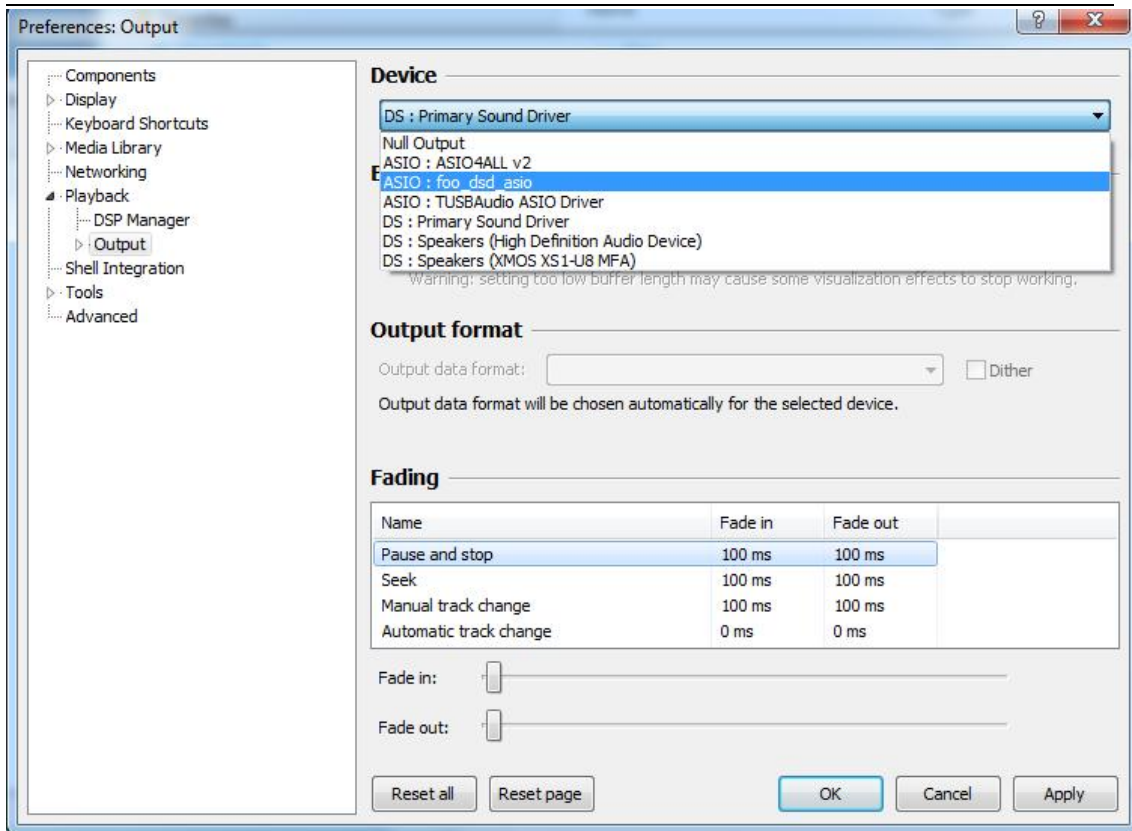 Preferences: Output
Components
Display
Keyboard Shortcuts
Media Library
Networking
Playback
DSP Manager
Output
Shell Integration
Tools
Advanced
Device
DS : Primary Sound Driver
Null Output
ASIO : ASIO4ALL v2
ASIO : foo_dsd_asio
ASIO : TUSBAudio ASIO Driver
DS : Primary Sound Driver
DS : Speakers (High Definition Audio Device)
DS : Speakers (XMOS XS1-U8 MFA)
Warning: setting too low buffer length may cause some visualization effects to stop working.
Output format
Output data format:
Dither
Output data format will be chosen automatically for the selected device.
Fading
Name Fade in Fade out
Pause and stop 100 ms 100 ms
Seek 100 ms 100 ms
Manual track change 100 ms 100 ms
Automatic track change 0 ms 0 ms
Fade in:
Fade out:
Reset all Reset page OK Cancel Apply